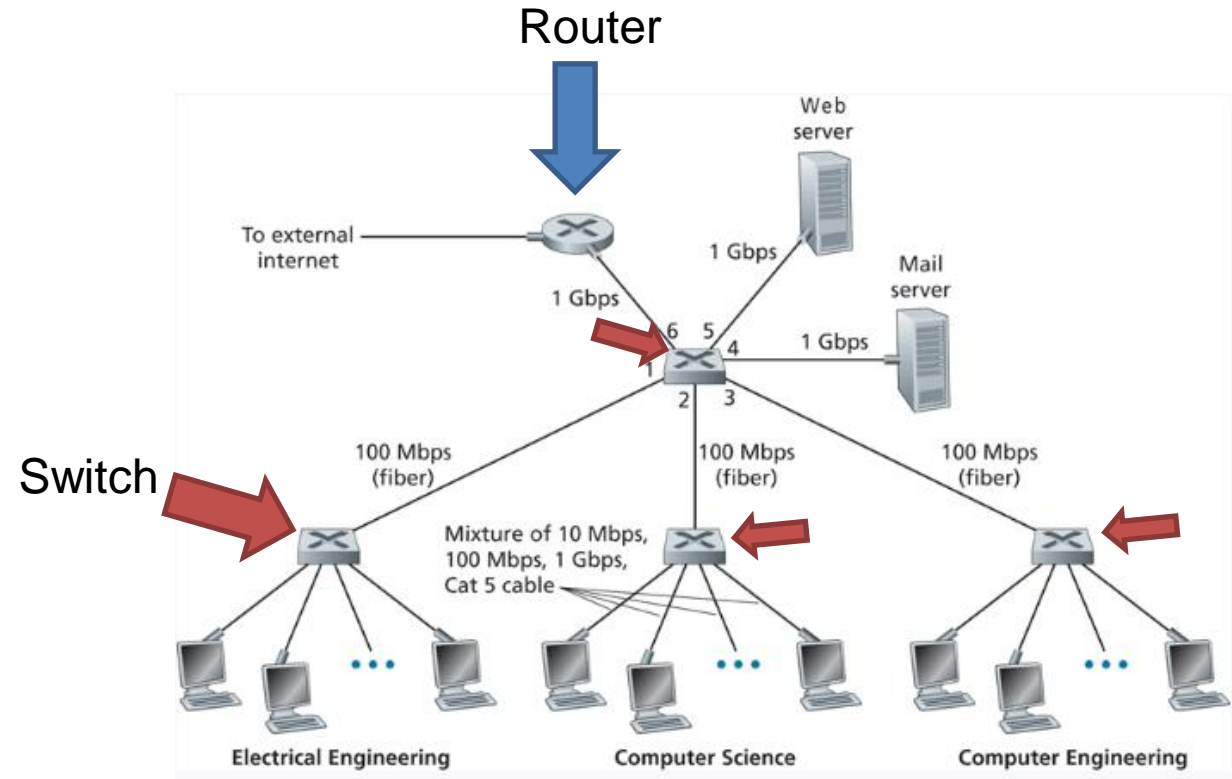 Router
Web
server
To external
internet
1 Gbps
Mail
server
1 Gbps
6 5
4
1 Gbps
1
2
3
100 Mbps
(fiber)
100 Mbps
(fiber)
100 Mbps
(fiber)
Switch
Mixture of 10 Mbps,
100 Mbps, 1 Gbps,
Cat 5 cable
Electrical Engineering
Computer Science
Computer Engineering